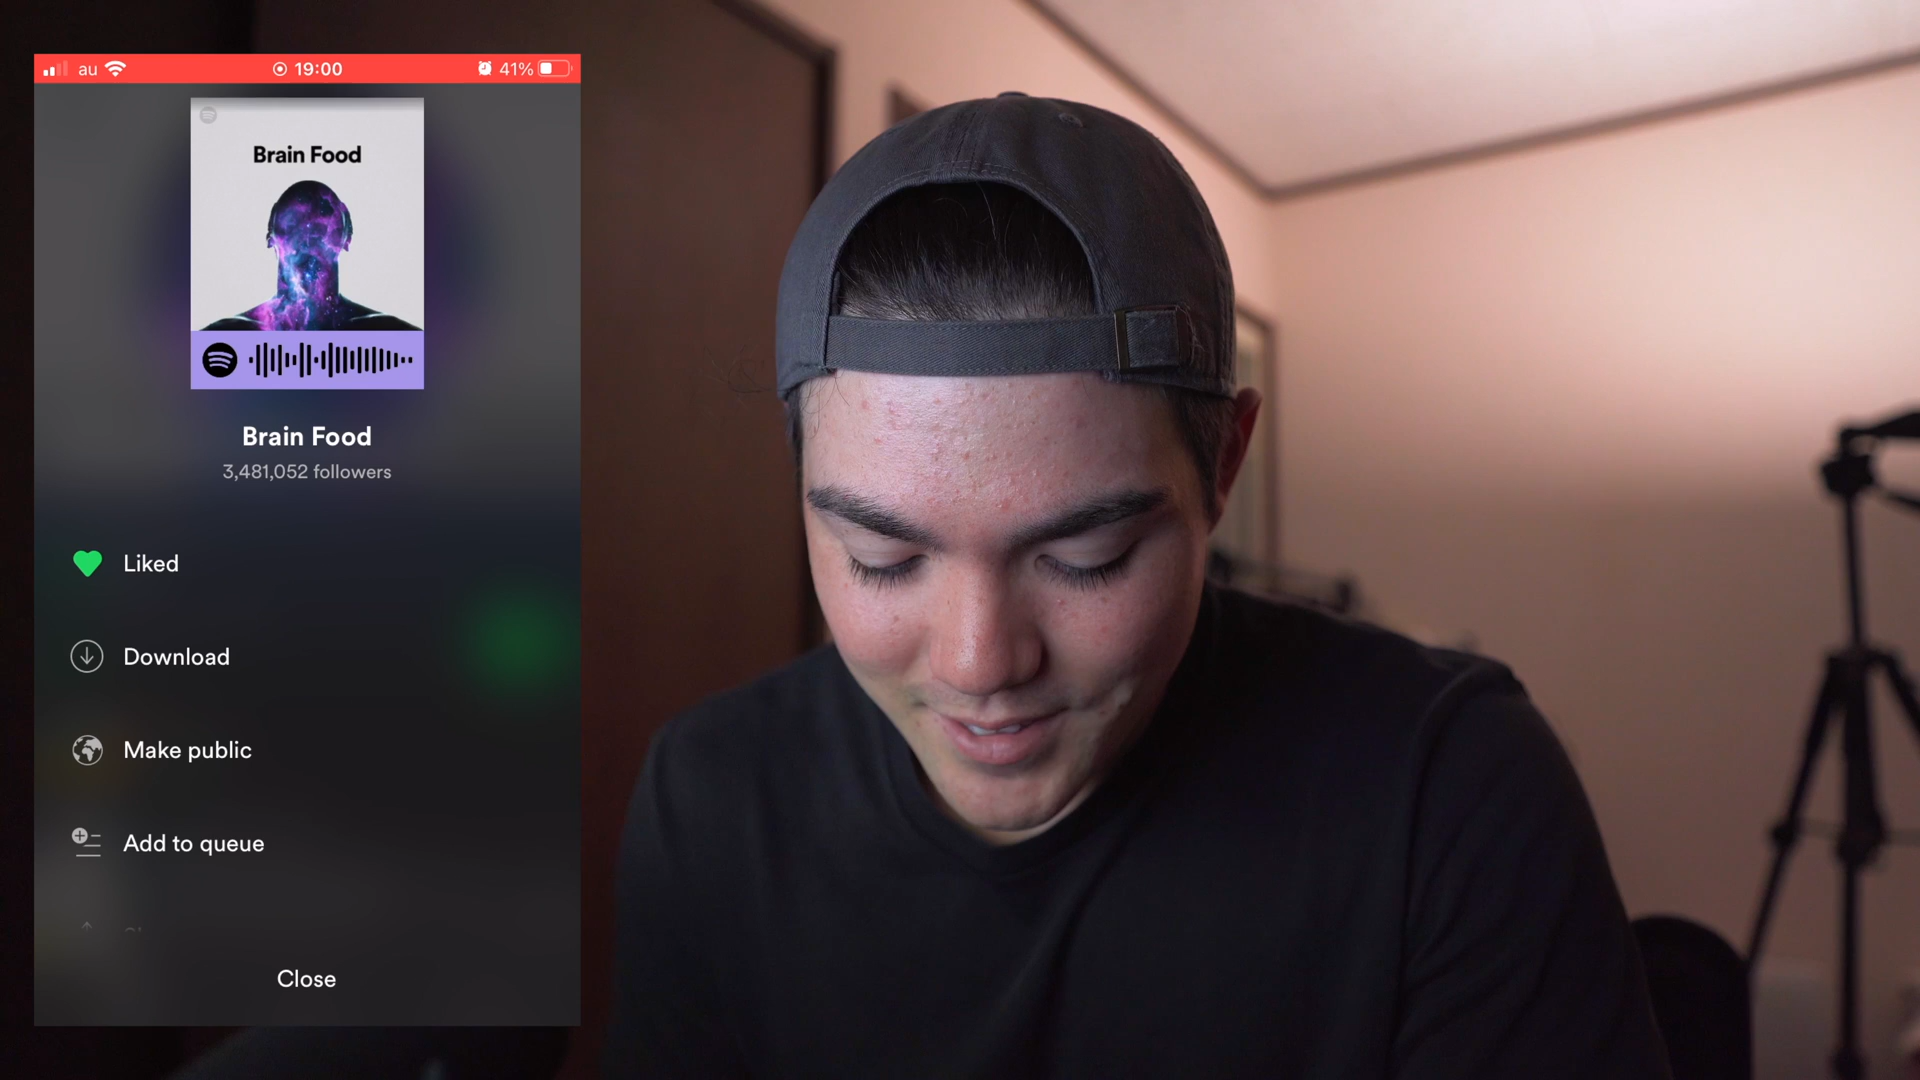 au 19:00 41%
Brain Food
Brain Food
3,481,052 followers
Liked
Download
Make public
Add to queue
Close